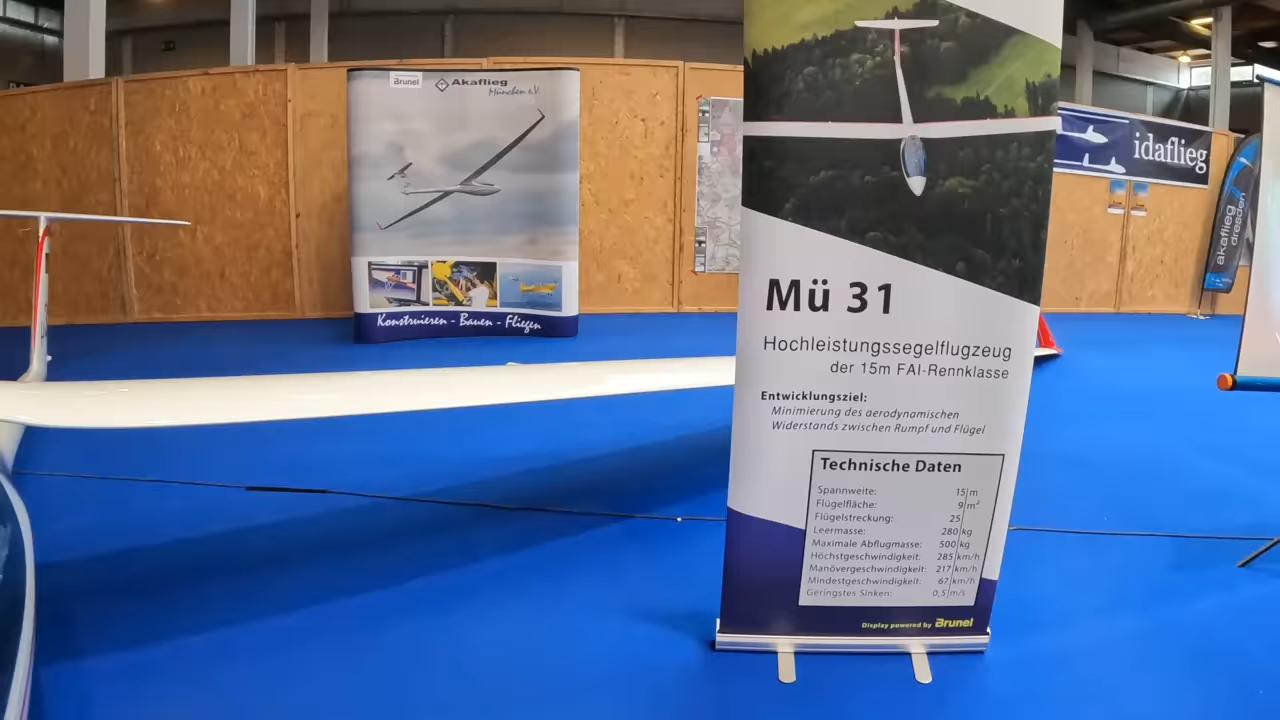 Brunel
Akaflieg
München e.V.
Konstruieren - Bauen - Fliegen
Mü 31
Hochleistungssegelflugzeug
der 15m FAI-Rennklasse
Entwicklungsziel:
Minimierung des aerodynamischen
Widerstands zwischen Rumpf und Flügel
Technische Daten
Spannweite: 15 m
Flügelfläche: 9 m²
Flügelstreckung: 25
Leermasse: 280 kg
Maximale Abflugmasse: 500 kg
Höchstgeschwindigkeit: 285 km/h
Manövergeschwindigkeit: 217 km/h
Mindestgeschwindigkeit: 67 km/h
Geringstes Sinken: 0,5 m/s
Display powered by Brunel
idaflieg
akaflieg
dresden